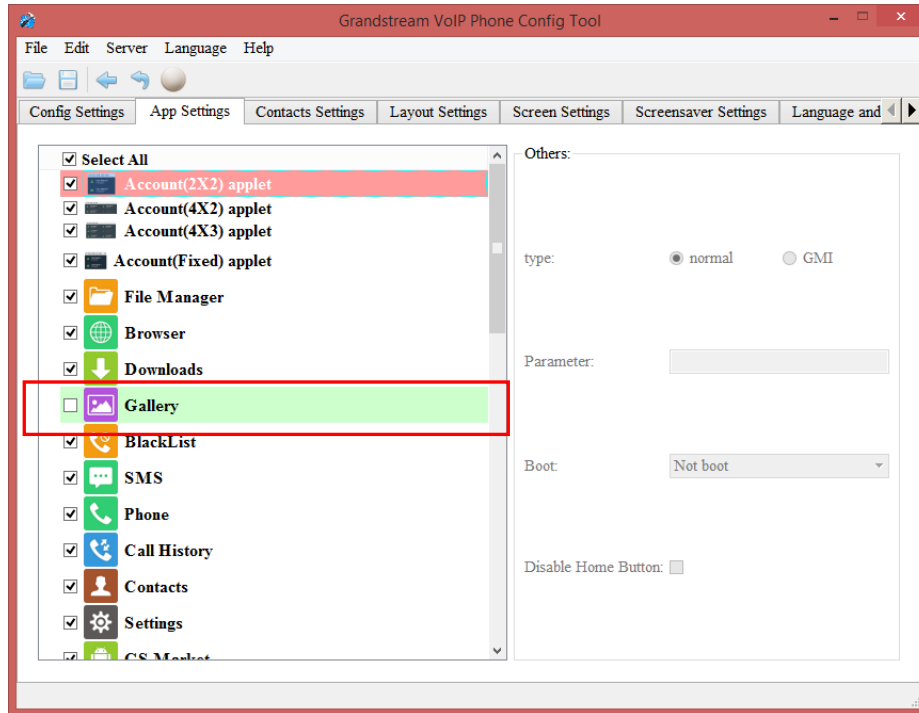 Grandstream VoIP Phone Config Tool
File Edit Server Language Help
Config Settings App Settings Contacts Settings Layout Settings Screen Settings Screensaver Settings Language and
Select All
Others:
Account(2X2) applet
Account(4X2) applet
Account(4X3) applet
Account(Fixed) applet
type: normal GMI
File Manager
Browser
Downloads
Parameter:
Gallery
BlackList
SMS
Boot: Not boot
Phone
Call History
Disable Home Button:
Contacts
Settings
GS Market